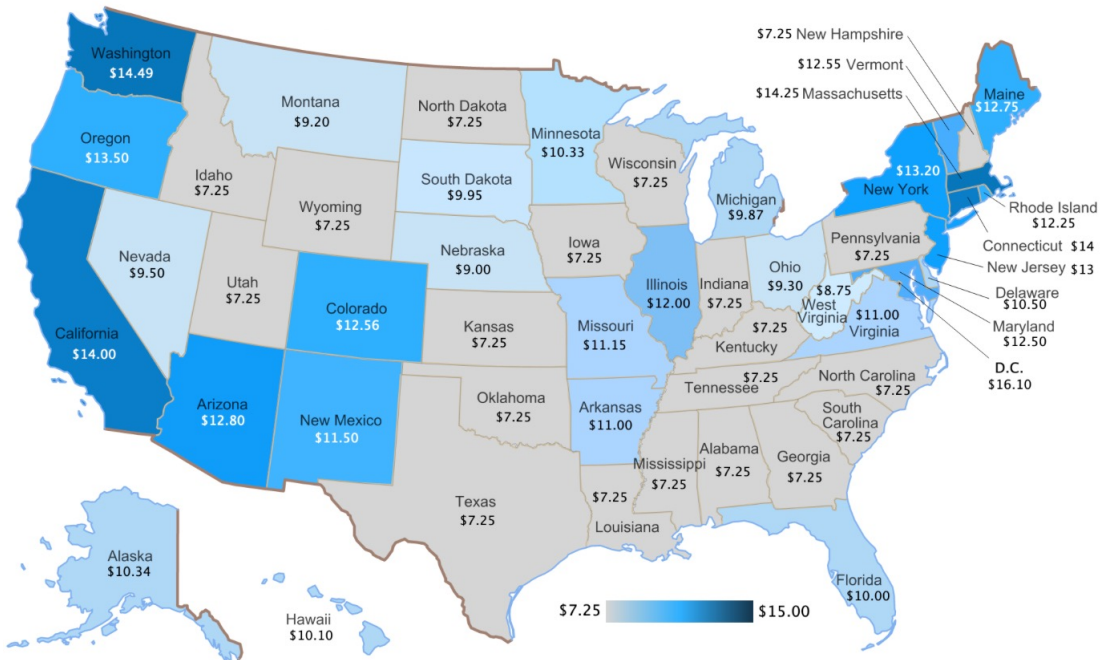 Washington
$14.49
Oregon
$13.50
California
$14.00
Nevada
$9.50
Idaho
$7.25
Montana
$9.20
Wyoming
$7.25
Utah
$7.25
Colorado
$12.56
Arizona
$12.80
New Mexico
$11.50
North Dakota
$7.25
South Dakota
$9.95
Nebraska
$9.00
Kansas
$7.25
Oklahoma
$7.25
Texas
$7.25
Minnesota
$10.33
Iowa
$7.25
Missouri
$11.15
Arkansas
$11.00
$7.25
Louisiana
Wisconsin
$7.25
Illinois
$12.00
Michigan
$9.87
Indiana
$7.25
Ohio
$9.30
$7.25
Kentucky
$7.25
Tennessee
Mississippi
$7.25
Alabama
$7.25
Georgia
$7.25
Florida
$10.00
South
Carolina
$7.25
North Carolina
$7.25
$11.00
Virginia
$8.75
West
Virginia
Pennsylvania
$7.25
$13.20
New York
Maine
$12.75
$7.25 New Hampshire
$12.55 Vermont
$14.25 Massachusetts
Rhode Island
$12.25
Connecticut $14
New Jersey $13
Delaware
$10.50
Maryland
$12.50
D.C.
$16.10
Alaska
$10.34
Hawaii
$10.10
$7.25
$15.00